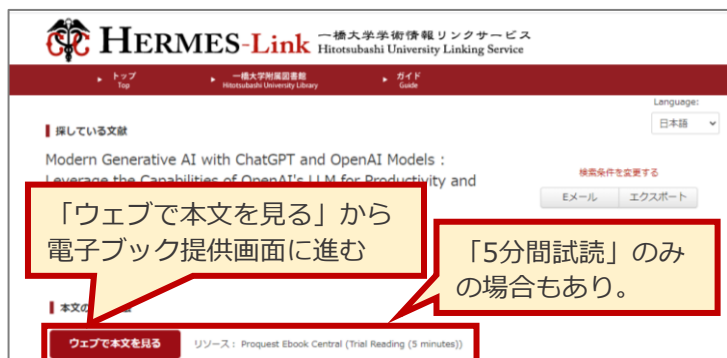 HERMES-Link 一橋大学学術情報リンクサービス
Hitotsubashi University Linking Service
トップ
Top
一橋大学附属図書館
Hitotsubashi University Library
ガイド
Guide
Language:
日本語
探している文献
Modern Generative AI with ChatGPT and OpenAI Models :
Leverage the Capabilities of OpenAI's LLM for Productivity and
検索条件を変更する
Eメール エクスポート
「ウェブで本文を見る」から
電子ブック提供画面に進む
「5分間試読」のみ
の場合もあり。
本文の
ウェブで本文を見る リソース : Proquest Ebook Central (Trial Reading (5 minutes))